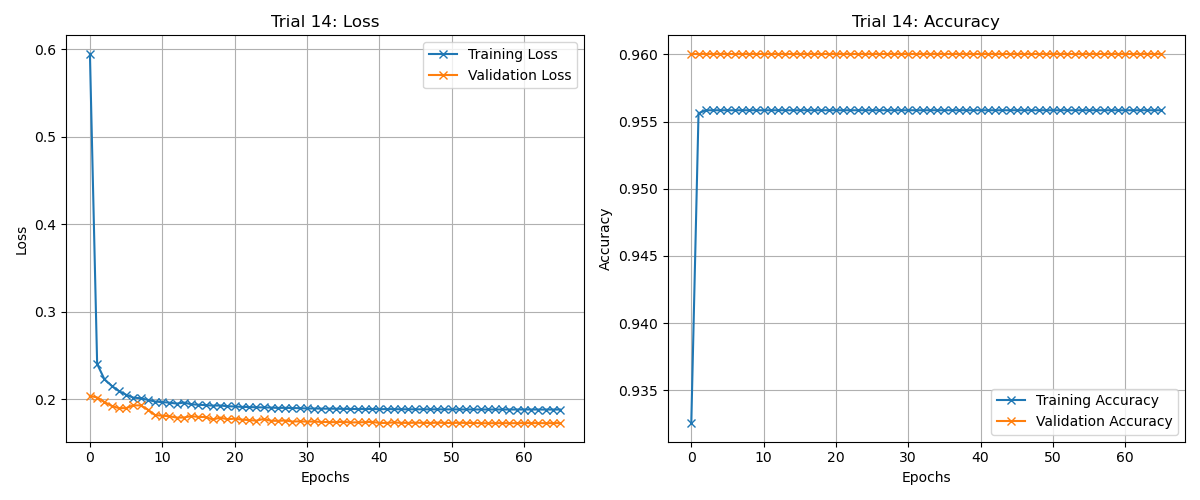 Trial 14: Loss
0.6
0.5
0.4
0.3
0.2
Loss
0
10
20
30
40
50
60
Epochs
Training Loss
Validation Loss
Trial 14: Accuracy
0.960
0.955
0.950
0.945
0.940
0.935
Accuracy
0
10
20
30
40
50
60
Epochs
Training Accuracy
Validation Accuracy